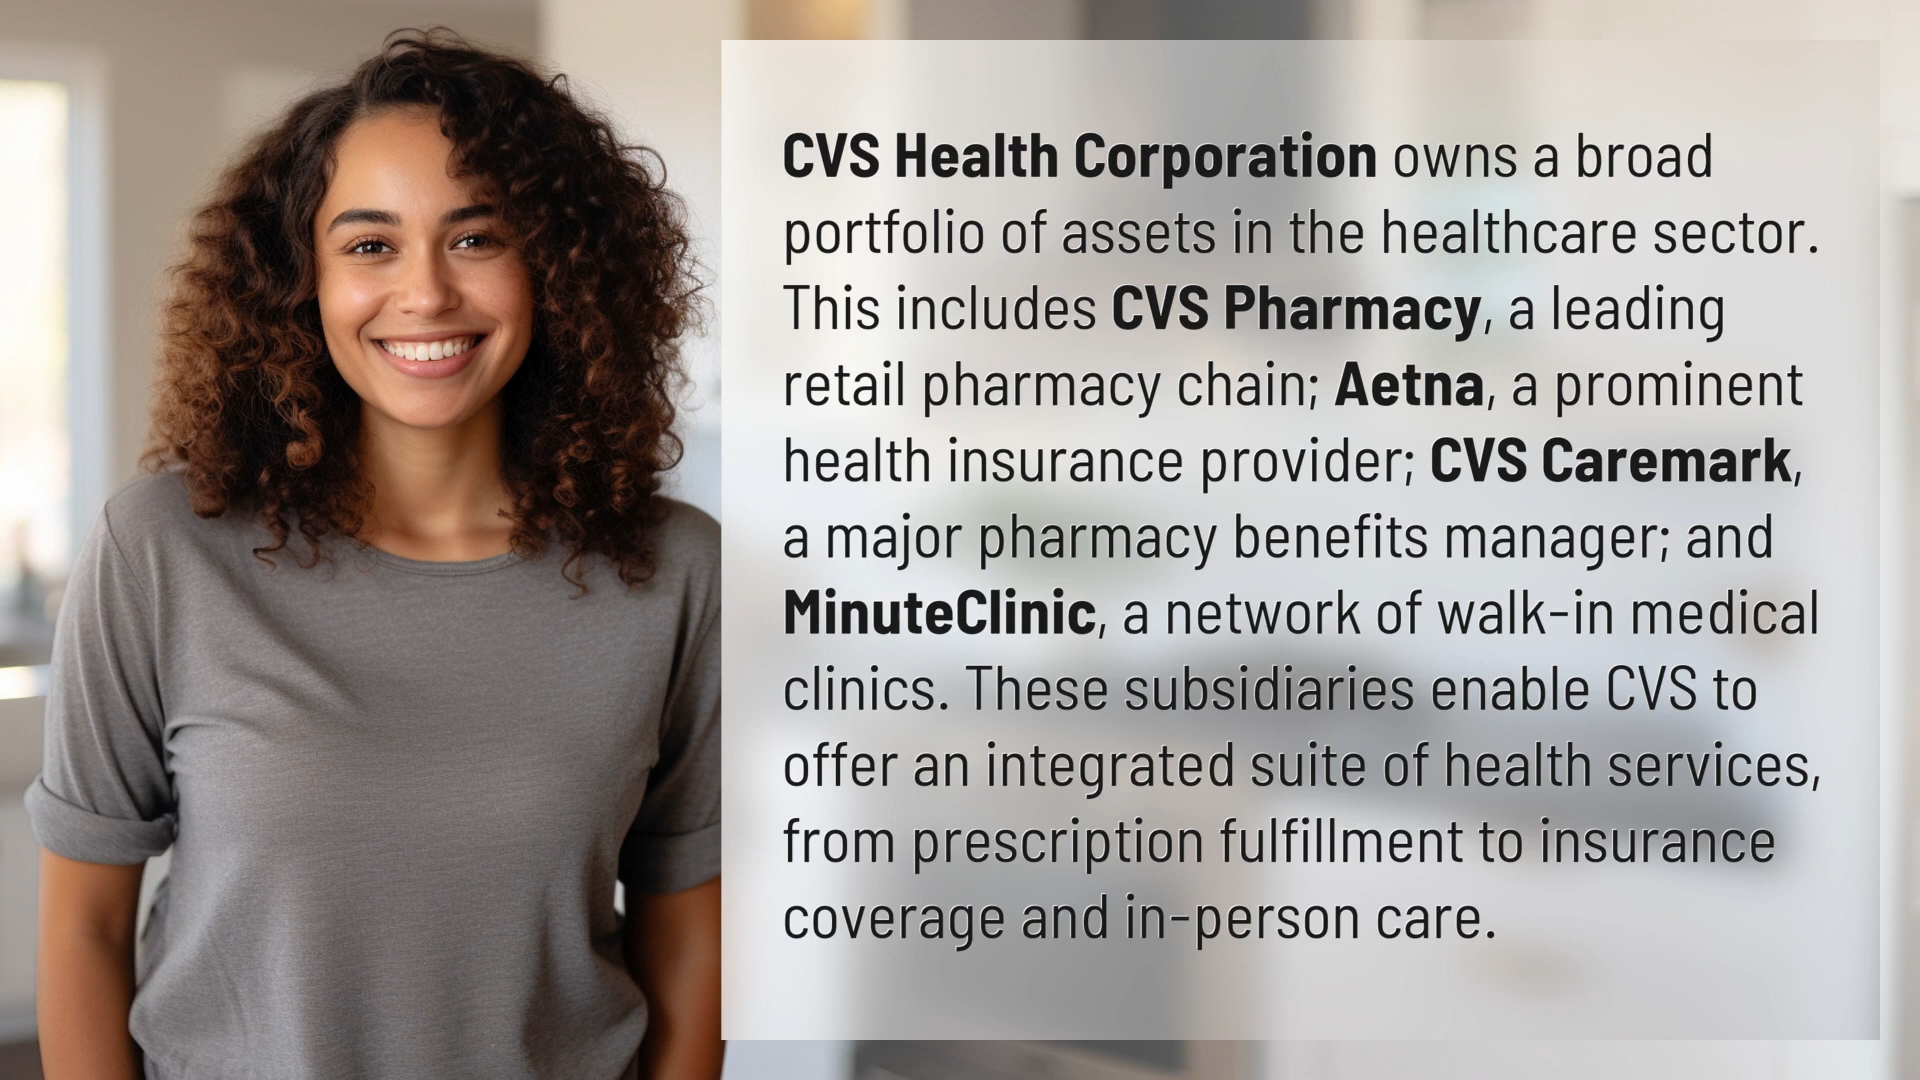 CVS Health Corporation owns a broad
portfolio of assets in the healthcare sector.
This includes CVS Pharmacy, a leading
retail pharmacy chain; Aetna, a prominent
health insurance provider; CVS Caremark,
a major pharmacy benefits manager; and
MinuteClinic, a network of walk-in medical
clinics. These subsidiaries enable CVS to
offer an integrated suite of health services,
from prescription fulfillment to insurance
coverage and in-person care.